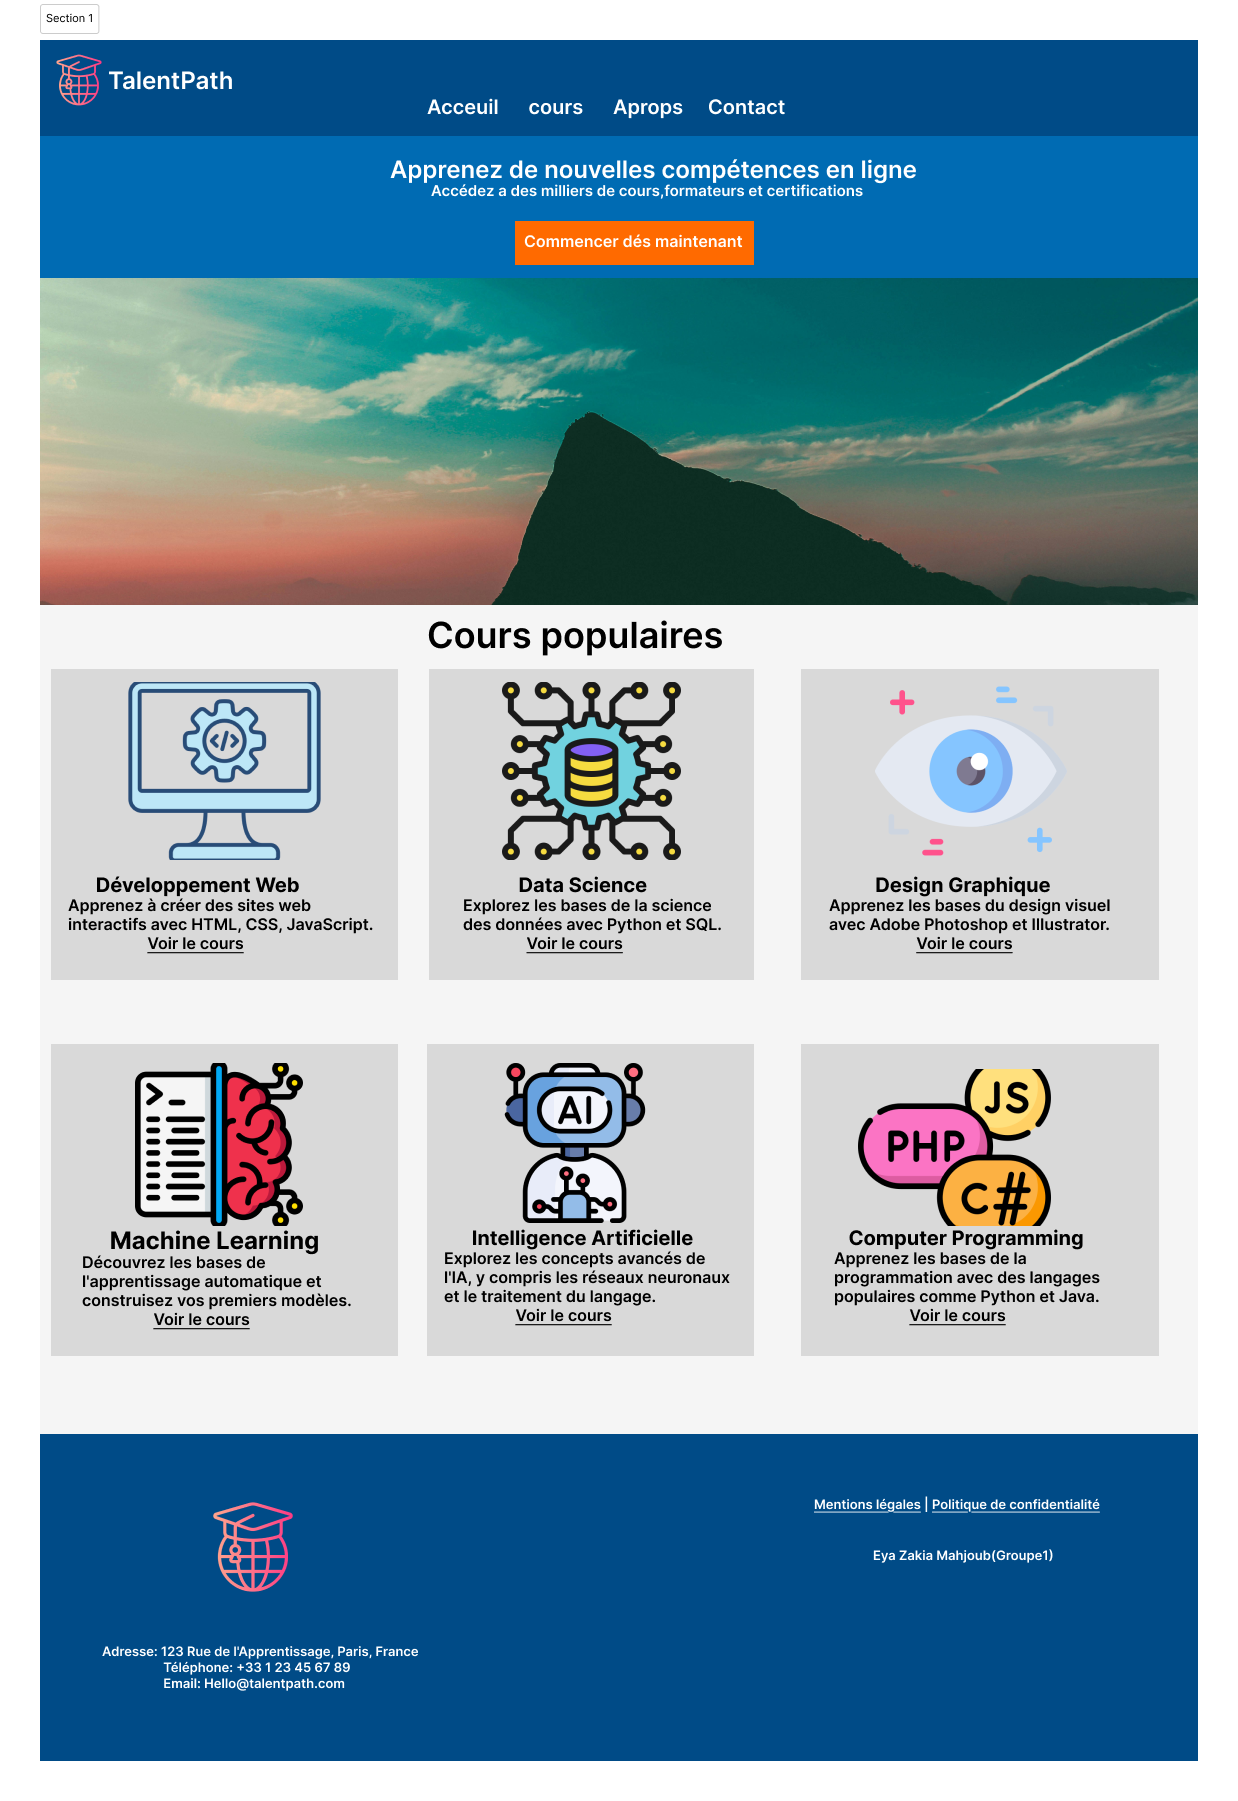 Section 1
TalentPath
Acceuil cours Aprops Contact
Apprenez de nouvelles compétences en ligne
Accédez a des milliers de cours,formateurs et certifications
Commencer dés maintenant
Cours populaires
</>
Développement Web
Apprenez à créer des sites web
interactifs avec HTML, CSS, JavaScript.
Voir le cours
Data Science
Explorez les bases de la science
des données avec Python et SQL.
Voir le cours
Design Graphique
Apprenez les bases du design visuel
avec Adobe Photoshop et Illustrator.
Voir le cours
Machine Learning
Découvrez les bases de
l'apprentissage automatique et
construisez vos premiers modèles.
Voir le cours
AI
Intelligence Artificielle
Explorez les concepts avancés de
l'IA, y compris les réseaux neuronaux
et le traitement du langage.
Voir le cours
JS
PHP
C#
Computer Programming
Apprenez les bases de la
programmation avec des langages
populaires comme Python et Java.
Voir le cours
Adresse: 123 Rue de l'Apprentissage, Paris, France
Téléphone: +33 1 23 45 67 89
Email: Hello@talentpath.com
Mentions légales | Politique de confidentialité
Eya Zakia Mahjoub(Groupe1)